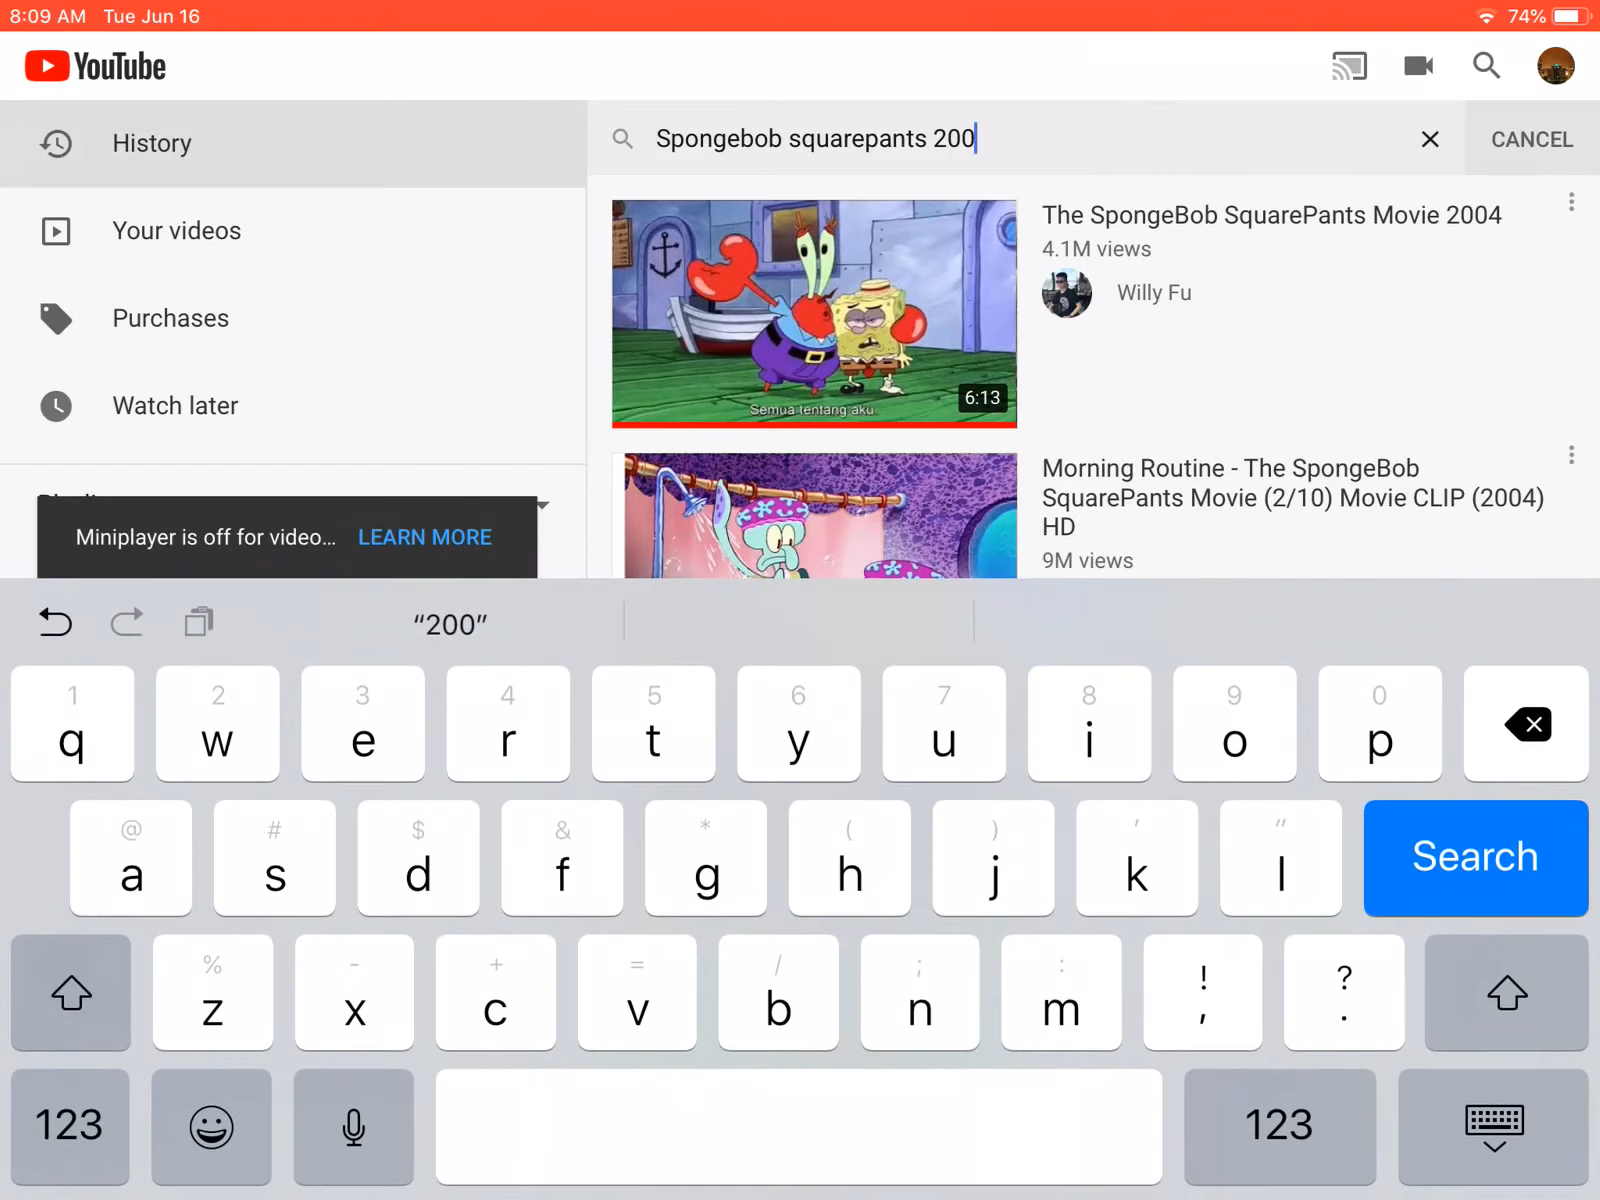 8:09 AM Tue Jun 16
74%
YouTube
History
Spongebob squarepants 200
CANCEL
Your videos
Purchases
Watch later
The SpongeBob SquarePants Movie 2004
4.1M views
Willy Fu
Semua tentang aku.
6:13
Morning Routine - The SpongeBob
SquarePants Movie (2/10) Movie CLIP (2004)
HD
9M views
Miniplayer is off for video... LEARN MORE
“200”
1 2 3 4 5 6 7 8 9 0
q w e r t y u i o p
@ # $ & * ( ) ' "
a s d f g h j k l
Search
% - + = / ; : ! ?
z x c v b n m , .
123 123